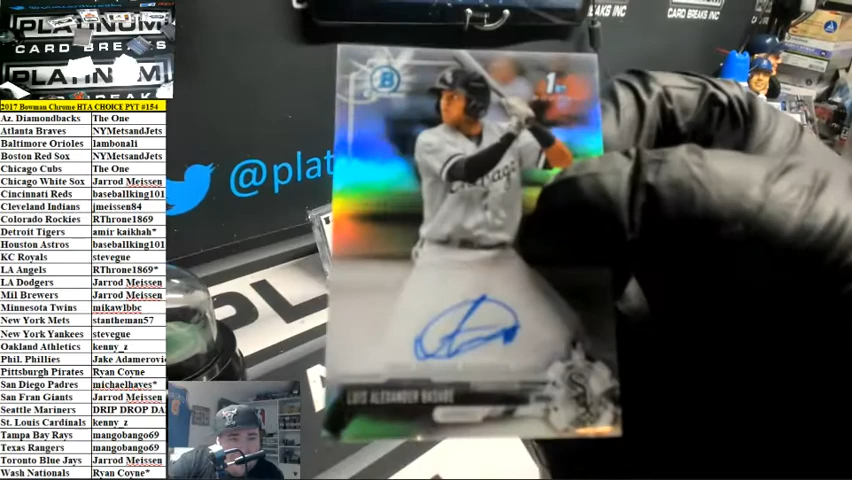 PLATINUM
CARD BREAKS
PLATINUM
BREAK
2017 Bowman Chrome HTA CHOICE PYT #154
Az. Diamondbacks The One
Atlanta Braves NYMetsandJets
Baltimore Orioles lambonali
Boston Red Sox NYMetsandJets
Chicago Cubs The One
Chicago White Sox Jarrod Meissen
Cincinnati Reds baseballking101
Cleveland Indians jmeissen84
Colorado Rockies RThrone1869
Detroit Tigers amir kaikhah*
Houston Astros baseballking101
KC Royals stevegue
LA Angels RThrone1869*
LA Dodgers Jarrod Meissen
Mil Brewers Jarrod Meissen
Minnesota Twins mikawlbbc
New York Mets stantheman57
New York Yankees stevegue
Oakland Athletics kenny_z
Phil. Phillies Jake Adamerovi
Pittsburgh Pirates Ryan Coyne
San Diego Padres michaelhayes*
San Fran Giants Jarrod Meissen
Seattle Mariners DRIP DROP DA
St. Louis Cardinals kenny_z
Tampa Bay Rays mangobango69
Texas Rangers mangobango69
Toronto Blue Jays Jarrod Meissen
Wash Nationals Ryan Coyne*
PLATIN
CARD BREAKS INC
@plat
B
1st
Chicago
LUIS ALEXANDER BASABE